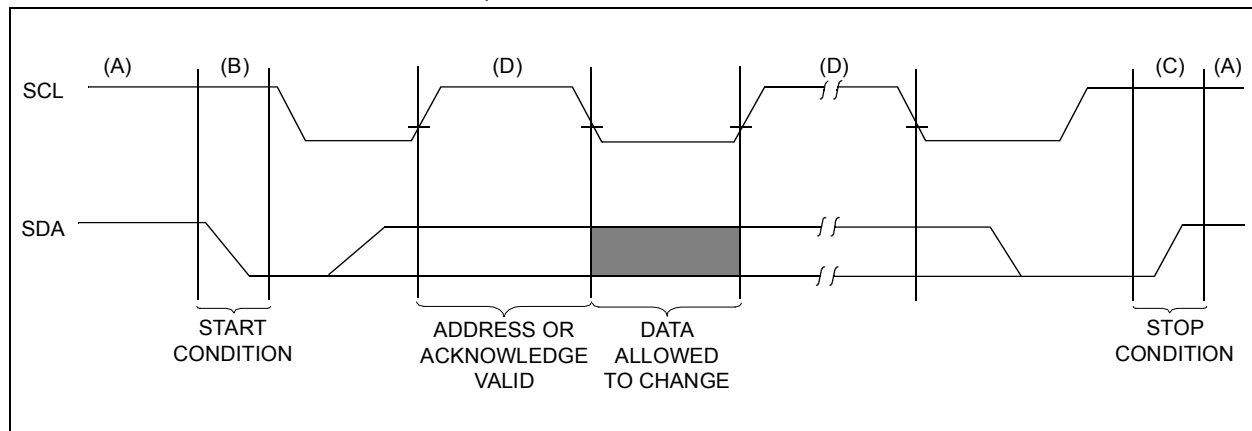 (A) (B) (D) (D) (C) (A)
SCL
SDA
START
CONDITION
ADDRESS OR
ACKNOWLEDGE
VALID
DATA
ALLOWED
TO CHANGE
STOP
CONDITION